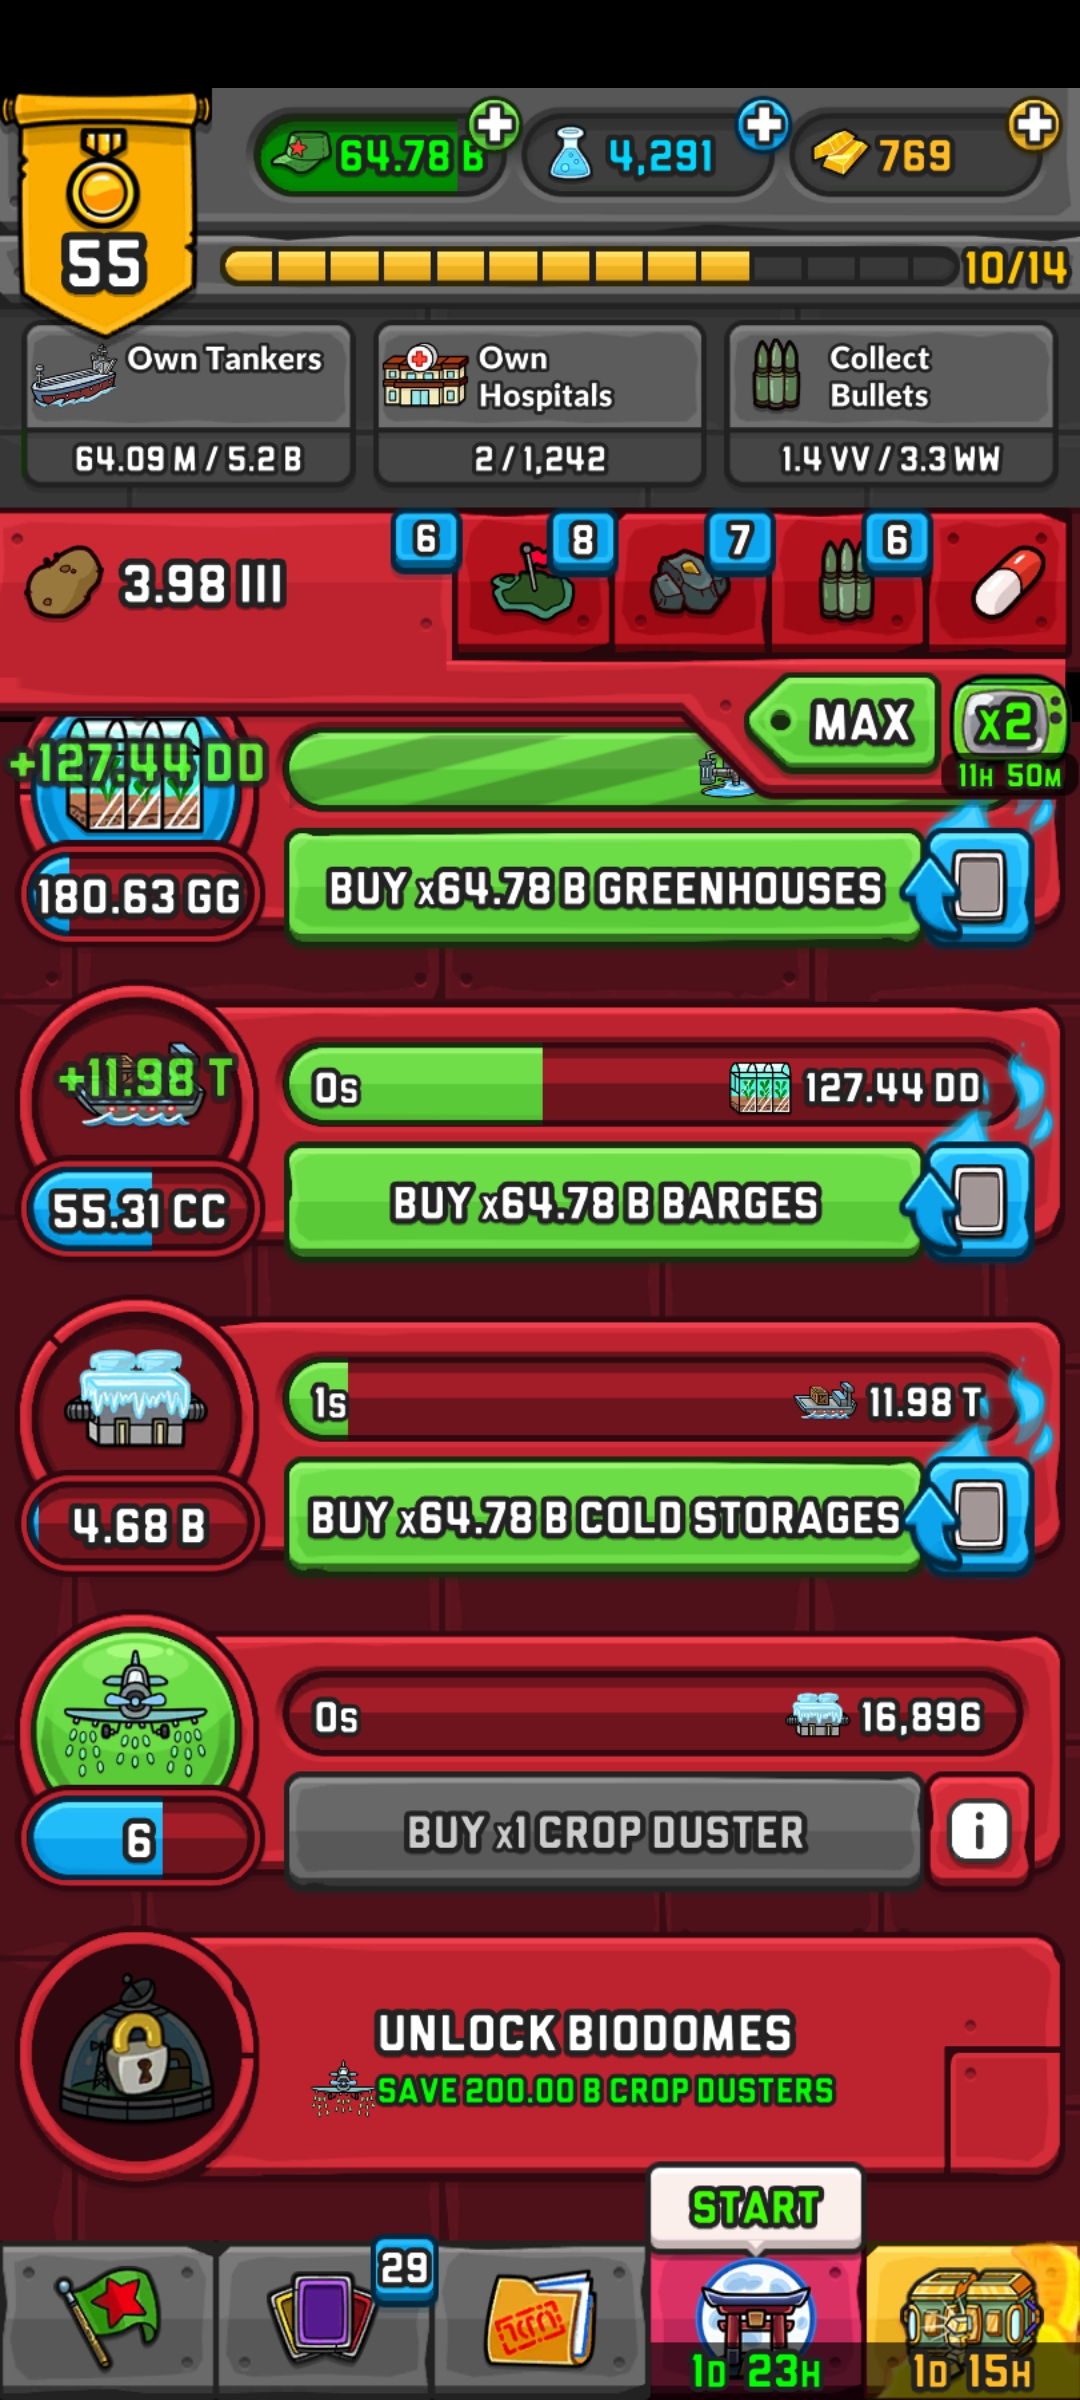 64.78 B
4,291
769
55
10/14
Own Tankers
64.09 M / 5.2 B
Own
Hospitals
2 / 1,242
Collect
Bullets
1.4 VV / 3.3 WW
3.98 III
6
8
7
6
MAX
x2
11H 50M
+127.44 DD
180.63 GG
BUY x64.78 B GREENHOUSES
+11.98 T
0s
127.44 DD
55.31 CC
BUY x64.78 B BARGES
1s
11.98 T
4.68 B
BUY x64.78 B COLD STORAGES
0s
16,896
6
BUY x1 CROP DUSTER
i
UNLOCK BIODOMES
SAVE 200.00 B CROP DUSTERS
START
29
1D 23H
1D 15H